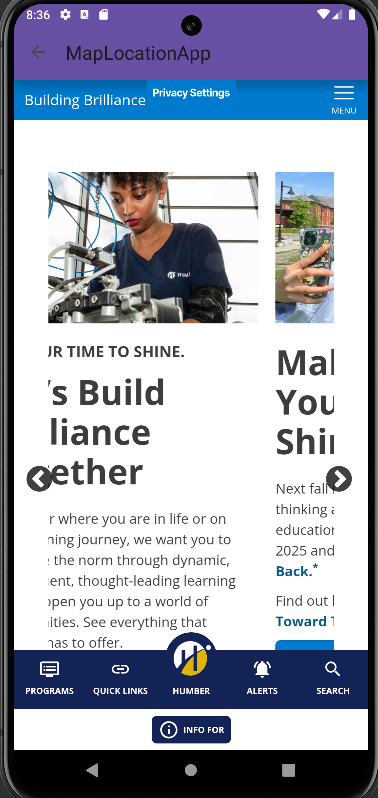 8:36
MapLocationApp
Building Brilliance
Privacy Settings
MENU
UR TIME TO SHINE.
's Build
lliance
ether
r where you are in life or on
ning journey, we want you to
e the norm through dynamic,
ent, thought-leading learning
open you up to a world of
ities. See everything that
has to offer.
Mal
You
Shi
Next fall
thinking a
education
2025 and
Back.*
Find out
Toward T
PROGRAMS
QUICK LINKS
HUMBER
ALERTS
SEARCH
INFO FOR